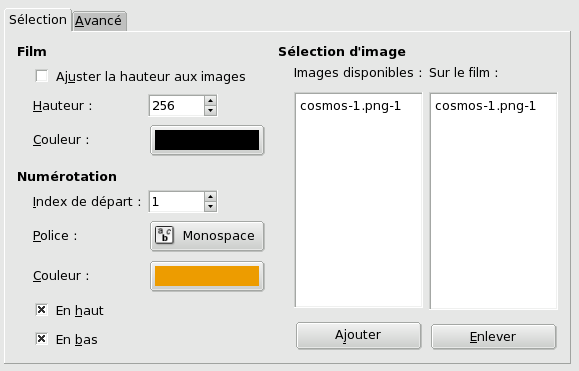 Sélection
Avancé
Film
Ajuster la hauteur aux images
Hauteur :
256
Couleur :
Numérotation
Index de départ :
1
Police :
Monospace
Couleur :
En haut
En bas
Sélection d'image
Images disponibles :
Sur le film :
cosmos-1.png-1
cosmos-1.png-1
Ajouter
Enlever